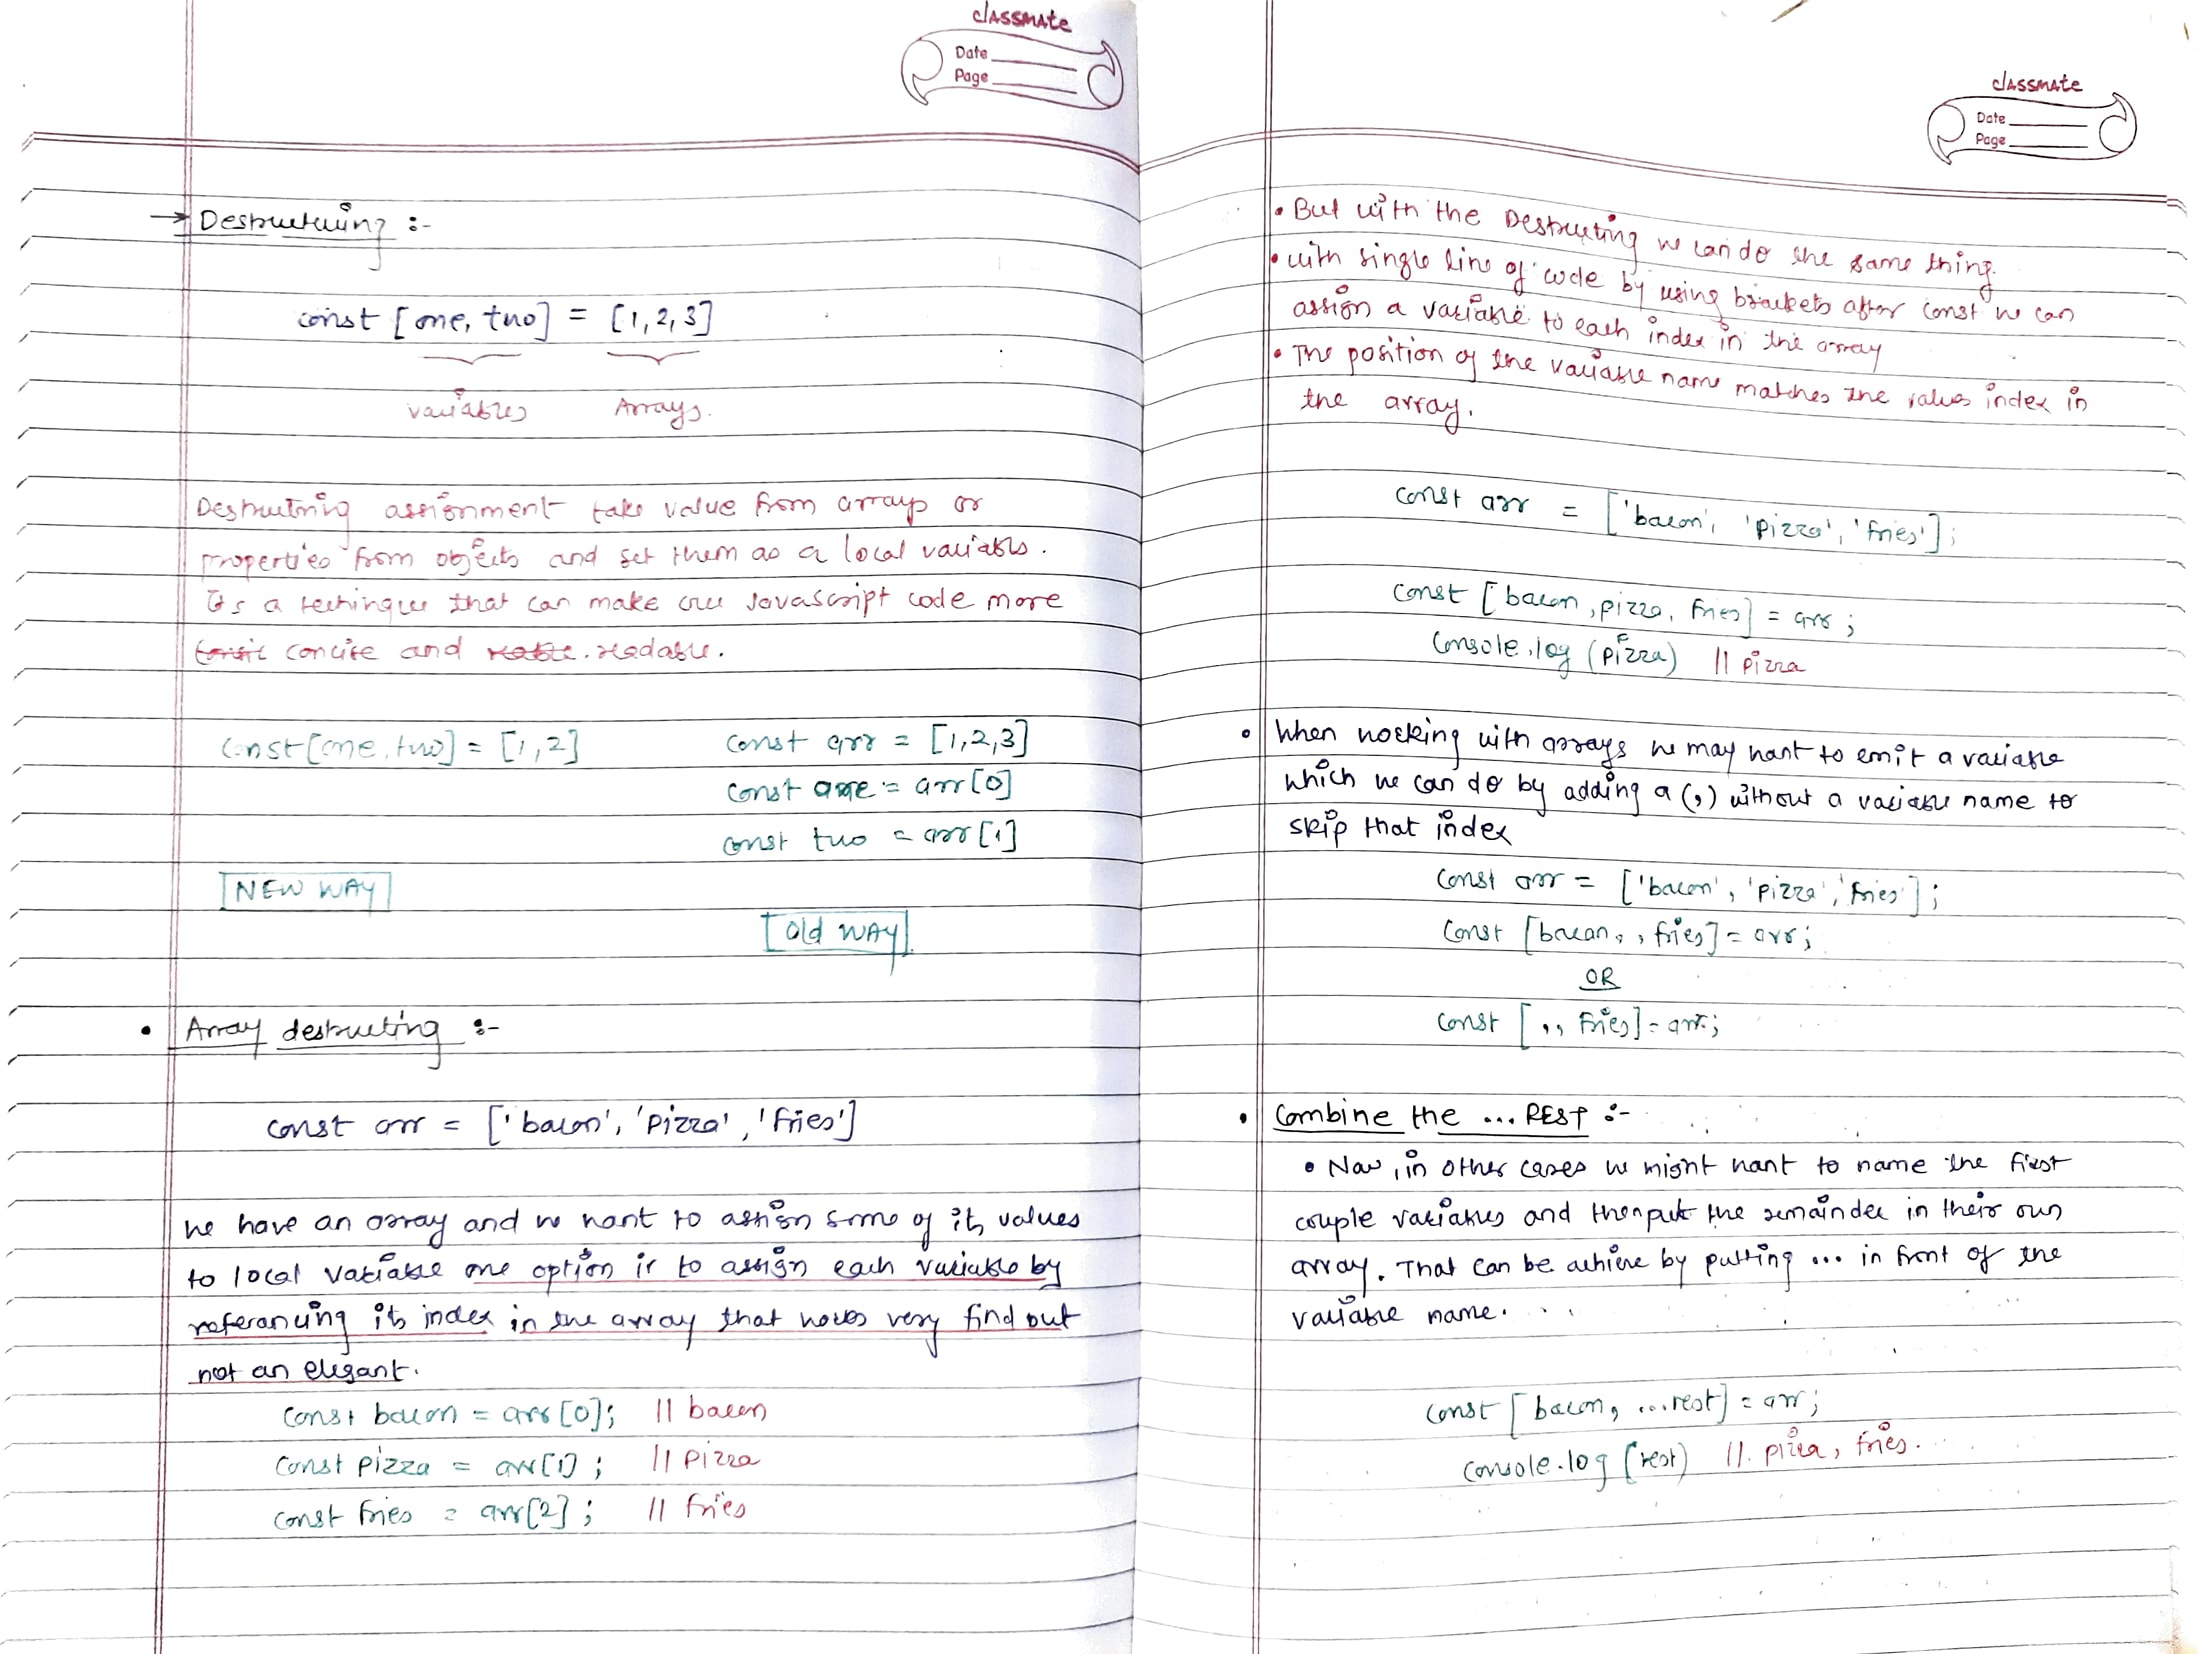 classmate
Date
Page
→ Destructuring :-
const [one, two] = [1,2,3]
variables Arrays.
Destructring assignment take value from arrays or
properties from objects and set them as a local variables.
Its a techinque that can make our Javascript code more
concise and readable.
const [one, two] = [1,2]
NEW WAY
const arr = [1,2,3]
const one = arr[0]
const two = arr[1]
Old WAY
• Array destructing :-
const arr = ['bacon', 'pizza', 'fries']
we have an array and we want to assign some of its values
to local variable one option is to assign each variable by
referancing its index in the array that works very find but
not an elegant.
const bacon = arr[0]; // bacon
const pizza = arr[1]; // pizza
const fries = arr[2]; // fries
classmate
Date
Page
• But with the Destructing we can do the same thing.
• with single line of code by using brackets after const we can
assign a variable to each index in the array
• The position of the variable name matches the values index in
the array.
const arr = ['bacon', 'pizza', 'fries'];
const [bacon, pizza, fries] = arr;
console.log (pizza) // pizza
• When working with arrays we may want to emit a variable
which we can do by adding a (,) without a variable name to
skip that index
const arr = ['bacon', 'pizza', 'fries'];
const [bacan, , fries] = arr;
OR
const [ ,, fries] = arr;
• Combine the ... REST :-
• Now, in other cases we might want to name the first
couple variables and then put the remainder in their own
array. That can be achieve by putting ... in front of the
variable name.
const [bacon, ...rest] = arr;
console.log (rest) // pizza, fries.